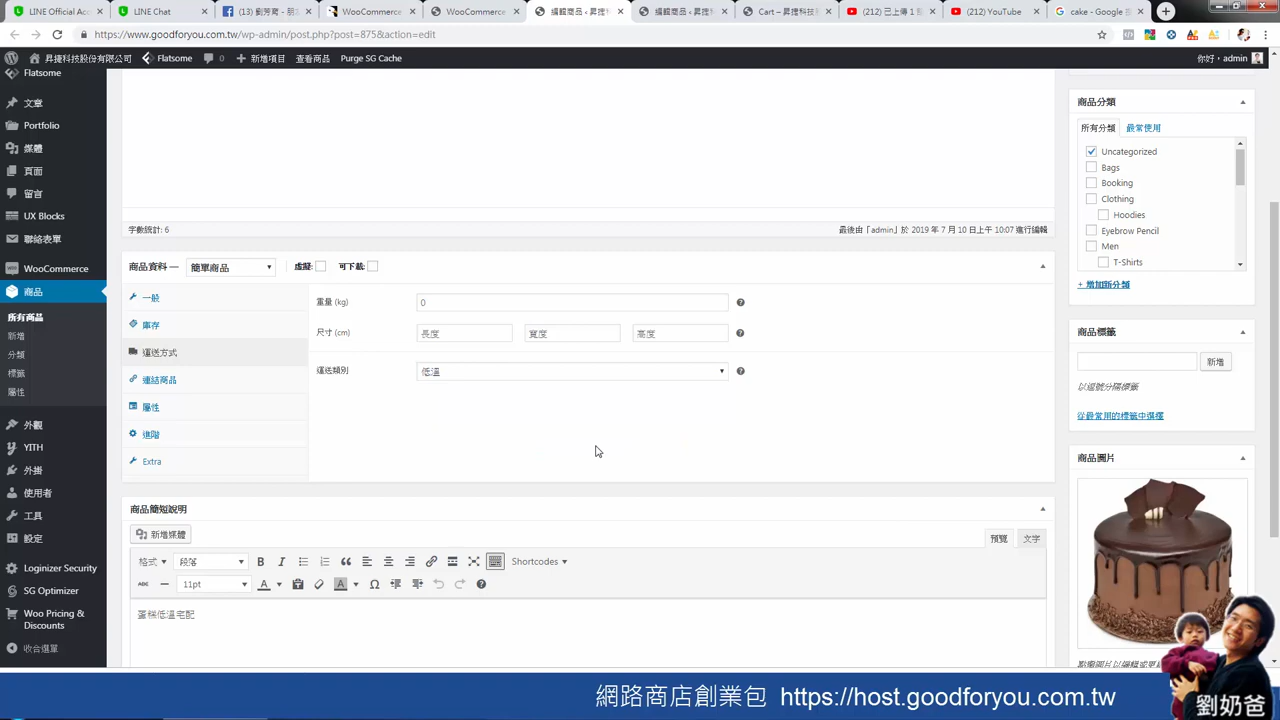 LINE Official Acc
LINE Chat
WooCommerce
WooCommerce
編輯商品 ‹ 昇捷
編輯商品 ‹ 昇捷
Cart – 昇捷科技
(212) 已上傳
(212) YouTube
cake - Google
https://www.goodforyou.com.tw/wp-admin/post.php?post=875&action=edit
昇捷科技股份有限公司
Flatsome
0
新增項目
查看商品
Purge SG Cache
你好，admin
Flatsome
文章
Portfolio
媒體
頁面
留言
UX Blocks
聯絡表單
WooCommerce
商品
所有商品
新增
分類
標籤
屬性
外觀
YITH
外掛
使用者
工具
設定
Loginizer Security
SG Optimizer
Woo Pricing &
Discounts
收合選單
字數統計: 6
最後由「admin」於 2019 年 7 月 10 日上午 10:07 進行編輯
商品資料 —
簡單商品
虛擬:
可下載:
一般
庫存
運送方式
連結商品
屬性
進階
Extra
重量 (kg)
0
尺寸 (cm)
長度
寬度
高度
運送類別
低溫
商品簡短說明
新增媒體
預覽
文字
格式
段落
B
I
Shortcodes
ABC
11pt
A
A
Ω
蛋糕低溫宅配
商品分類
所有分類
最常使用
Uncategorized
Bags
Booking
Clothing
Hoodies
Eyebrow Pencil
Men
T-Shirts
+ 增加新分類
商品標籤
新增
以逗號分隔標籤
從最常用的標籤中選擇
商品圖片
網路商店創業包 https://host.goodforyou.com.tw
劉奶爸